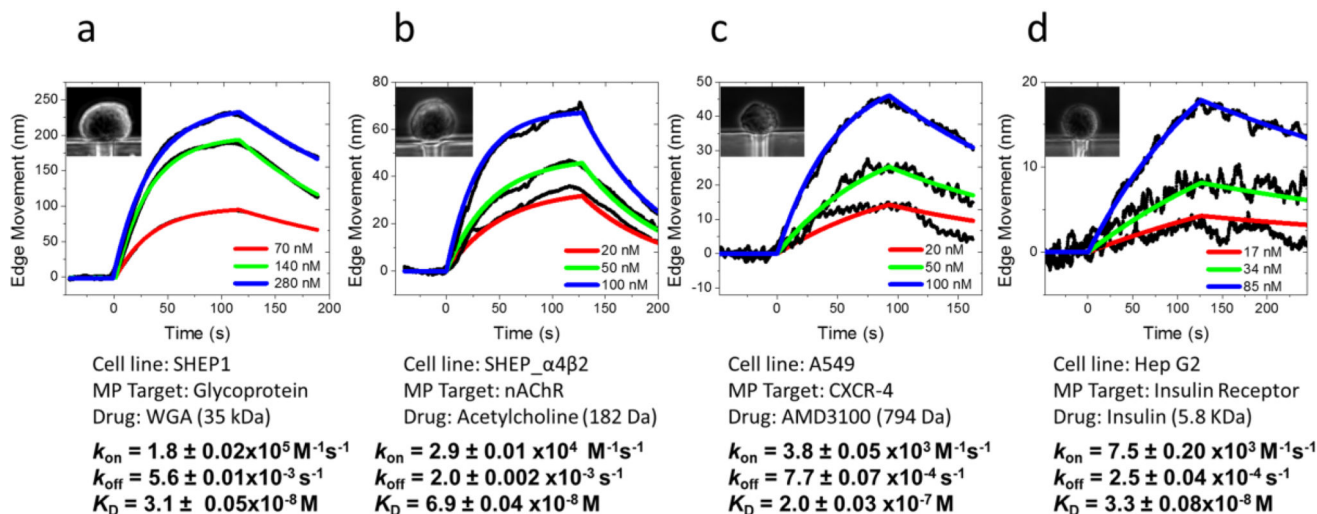 a
Edge Movement (nm)
250
200
150
100
50
0
0
50
100
150
200
70 nM
140 nM
280 nM
Time (s)
Cell line: SHEP1
MP Target: Glycoprotein
Drug: WGA (35 kDa)
kon = 1.8 ± 0.02x10⁵ M⁻¹s⁻¹
koff = 5.6 ± 0.01x10⁻³ s⁻¹
KD = 3.1 ± 0.05x10⁻⁸ M
b
Edge Movement (nm)
80
60
40
20
0
0
50
100
150
200
20 nM
50 nM
100 nM
Time (s)
Cell line: SHEP_α4β2
MP Target: nAChR
Drug: Acetylcholine (182 Da)
kon = 2.9 ± 0.01 x10⁴ M⁻¹s⁻¹
koff = 2.0 ± 0.002 x10⁻³ s⁻¹
KD = 6.9 ± 0.04 x10⁻⁸ M
c
Edge Movement (nm)
50
40
30
20
10
0
-10
0
50
100
150
20 nM
50 nM
100 nM
Time (s)
Cell line: A549
MP Target: CXCR-4
Drug: AMD3100 (794 Da)
kon = 3.8 ± 0.05 x10³ M⁻¹s⁻¹
koff = 7.7 ± 0.07 x10⁻⁴ s⁻¹
KD = 2.0 ± 0.03 x10⁻⁷ M
d
Edge Movement (nm)
20
10
0
0
50
100
150
200
17 nM
34 nM
85 nM
Time (s)
Cell line: Hep G2
MP Target: Insulin Receptor
Drug: Insulin (5.8 KDa)
kon = 7.5 ± 0.20 x10³ M⁻¹s⁻¹
koff = 2.5 ± 0.04 x10⁻⁴ s⁻¹
KD = 3.3 ± 0.08x10⁻⁸ M